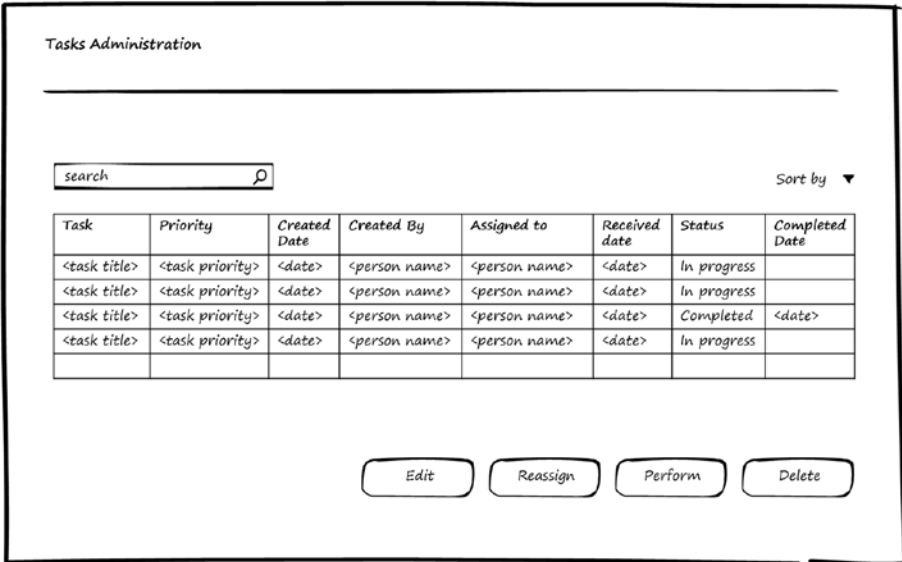 Tasks Administration
search
Sort by
Task Priority Created Date Created By Assigned to Received date Status Completed Date
<task title> <task priority> <date> <person name> <person name> <date> In progress
<task title> <task priority> <date> <person name> <person name> <date> In progress
<task title> <task priority> <date> <person name> <person name> <date> Completed <date>
<task title> <task priority> <date> <person name> <person name> <date> In progress
Edit Reassign Perform Delete